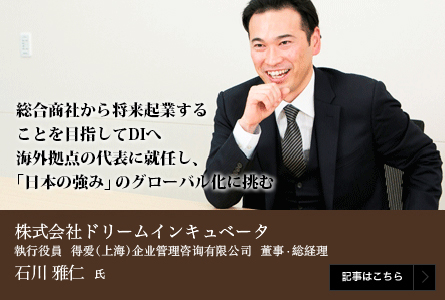 総合商社から将来起業する
ことを目指してDIへ
海外拠点の代表に就任し、
「日本の強み」のグローバル化に挑む
株式会社ドリームインキュベータ
執行役員 得爱(上海)企业管理咨询有限公司 董事·总经理
石川 雅仁 氏
記事はこちら